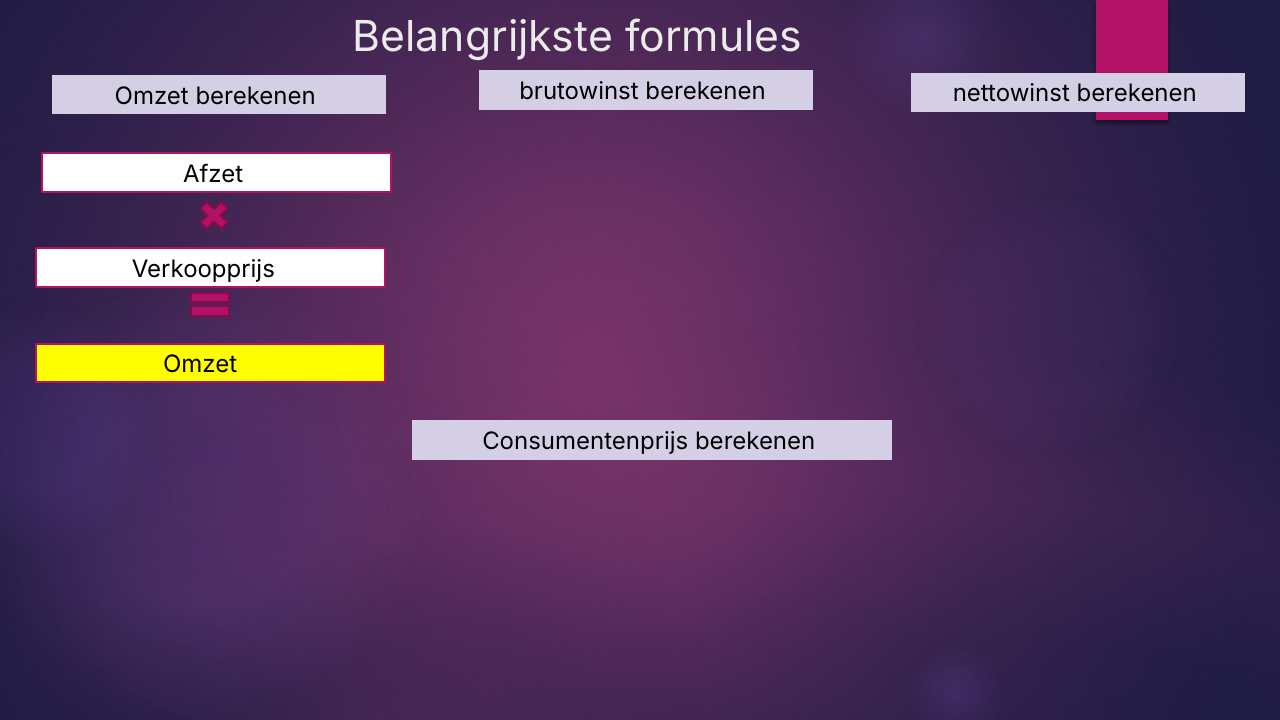 Belangrijkste formules
Omzet berekenen
brutowinst berekenen
nettowinst berekenen
Afzet
Verkoopprijs
Omzet
Consumentenprijs berekenen